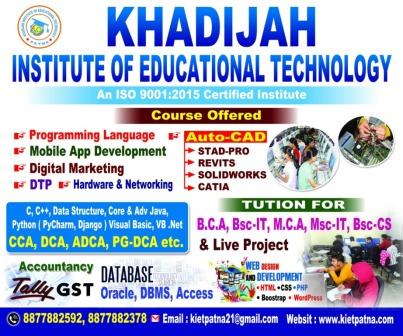 KHADIJAH
INSTITUTE OF EDUCATIONAL TECHNOLOGY
PATNA
An ISO 9001:2015 Certified Institute
Course Offered
Programming Language
Mobile App Development
Digital Marketing
DTP
Hardware & Networking
Auto-CAD
STAD-PRO
REVITS
SOLIDWORKS
CATIA
C, C++, Data Structure, Core & Adv Java,
Python ( PyCharm, Django ) Visual Basic, VB .Net
CCA, DCA, ADCA, PG-DCA etc.
TUTION FOR
B.C.A, Bsc-IT, M.C.A, Msc-IT, Bsc-CS
& Live Project
Accountancy
Tally GST
DATABASE
Oracle, DBMS, Access
WEB DESIGN
AND DEVELOPMENT
• HTML • CSS • PHP
• Boostrap • WordPress
8877882592, 8877882378
Email : kietpatna21@gmail.com
Websit : www.kietpatna.com